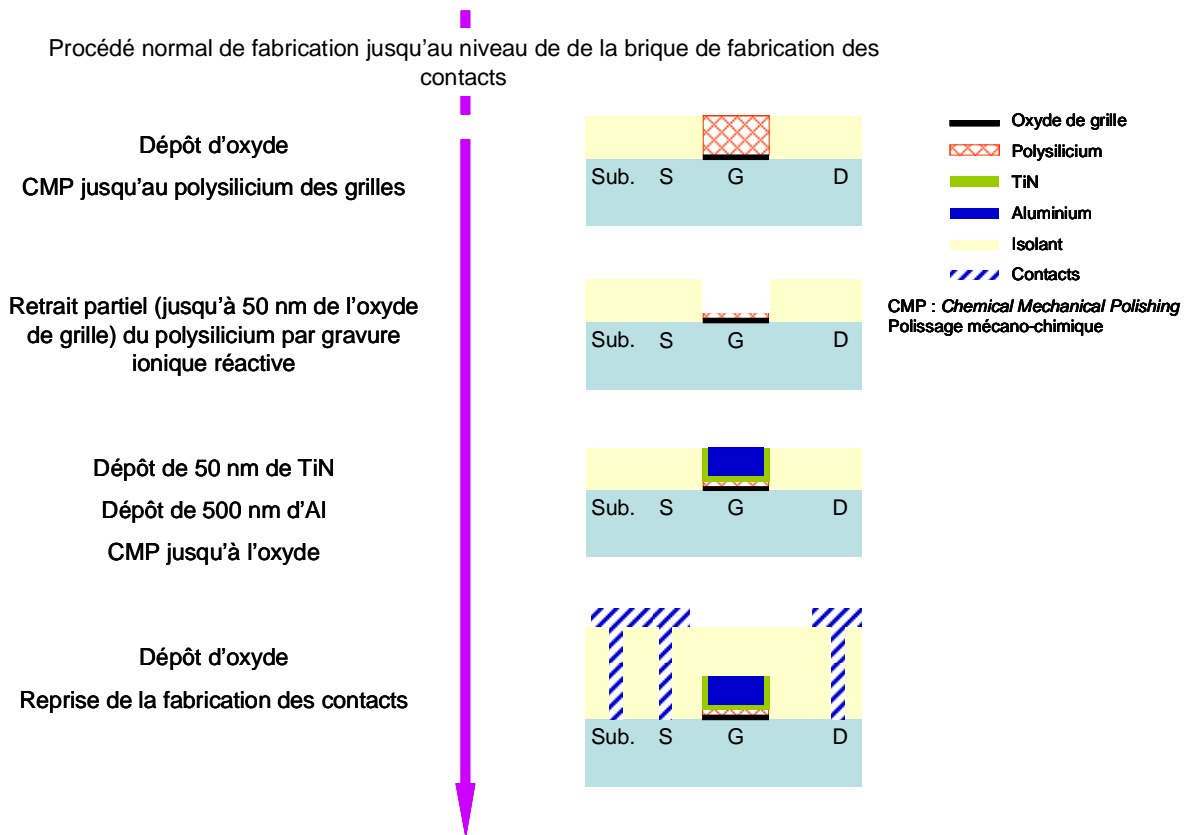 Procédé normal de fabrication jusqu'au niveau de de la brique de fabrication des
contacts
Dépôt d'oxyde
CMP jusqu'au polysilicium des grilles
Sub. S G D
Oxyde de grille
Polysilicium
TiN
Aluminium
Isolant
Contacts
CMP : Chemical Mechanical Polishing
Polissage mécano-chimique
Retrait partiel (jusqu'à 50 nm de l'oxyde
de grille) du polysilicium par gravure
ionique réactive
Sub. S G D
Dépôt de 50 nm de TiN
Dépôt de 500 nm d'Al
CMP jusqu'à l'oxyde
Sub. S G D
Dépôt d'oxyde
Reprise de la fabrication des contacts
Sub. S G D